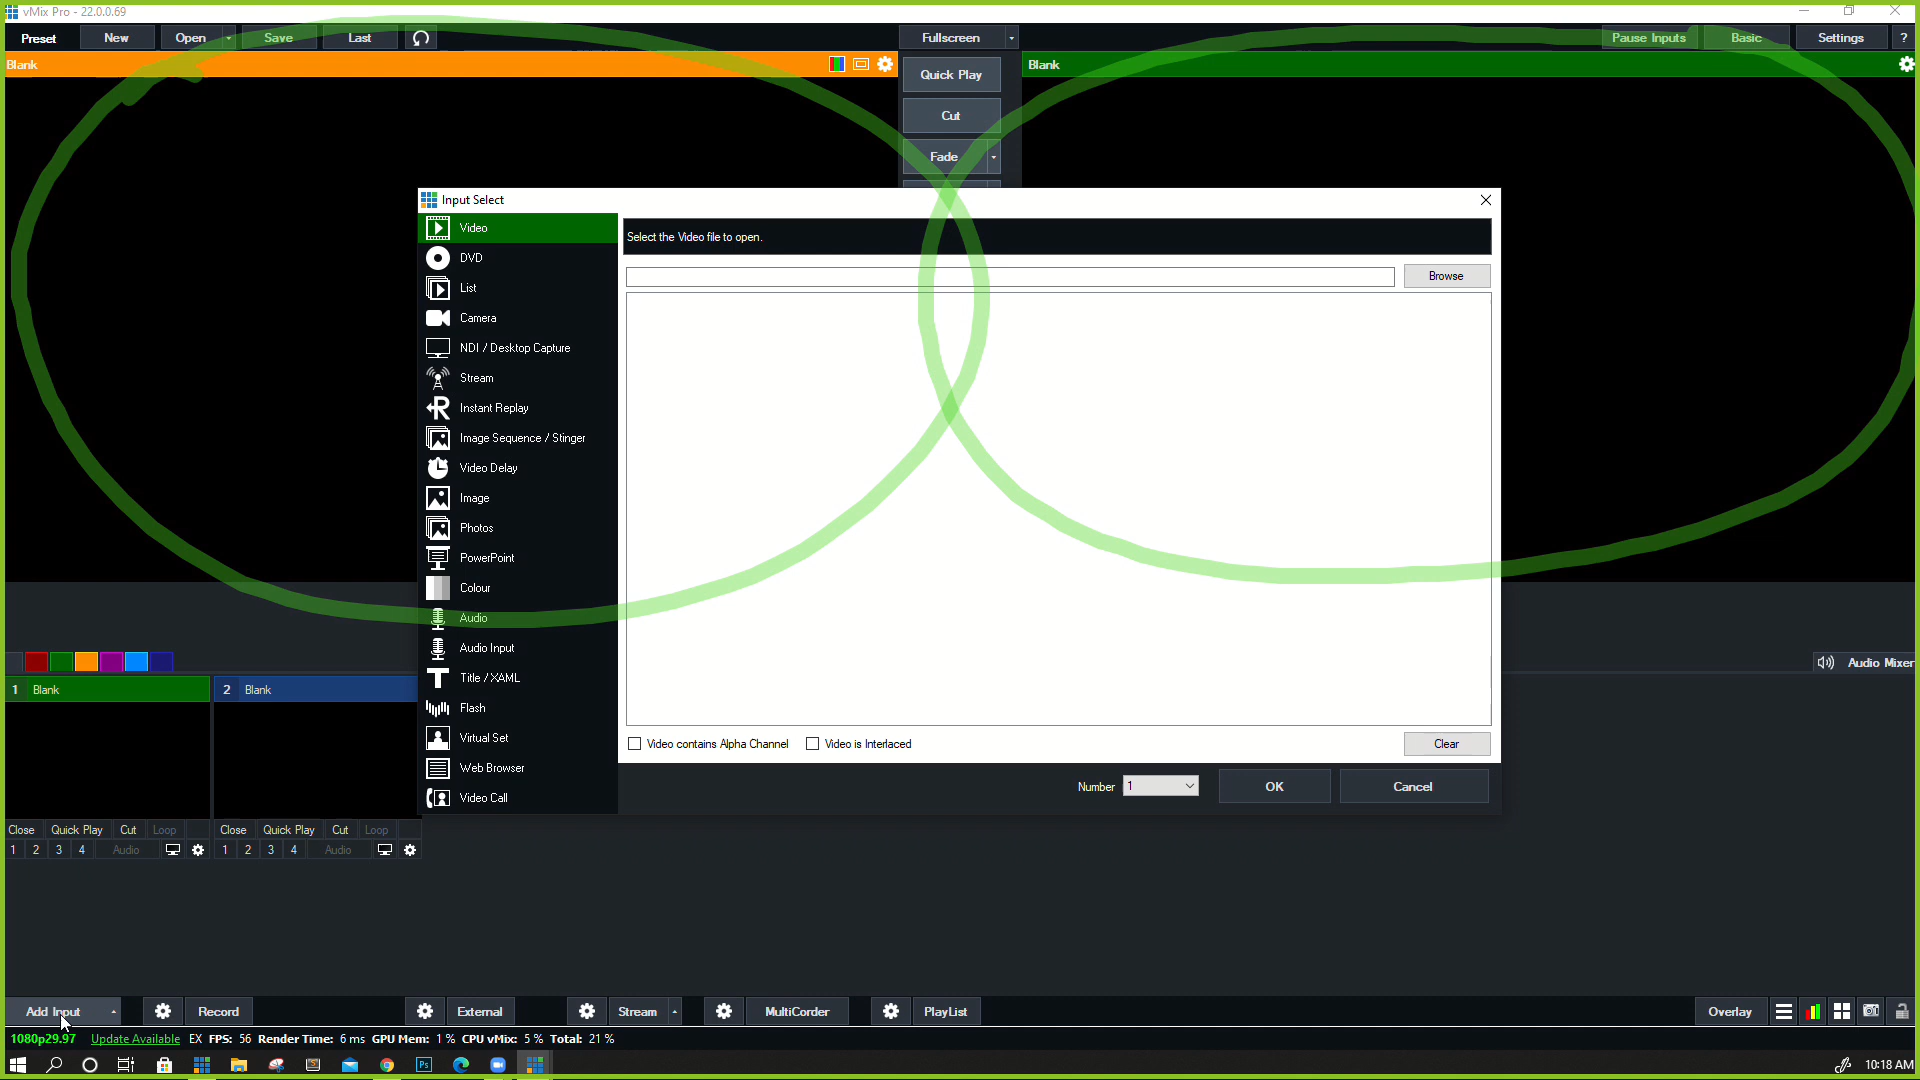 vMix Pro - 22.0.0.69
Preset New Open Save Last Fullscreen Pause Inputs Basic Settings ?
Blank Blank
Quick Play
Cut
Fade
Input Select
Video
DVD
List
Camera
NDI / Desktop Capture
Stream
Instant Replay
Image Sequence / Stinger
Video Delay
Image
Photos
PowerPoint
Colour
Audio
Audio Input
Title / XAML
Flash
Virtual Set
Web Browser
Video Call
Select the Video file to open.
Browse
Video contains Alpha Channel Video is Interlaced Clear
Number 1 OK Cancel
Audio Mixer
1 Blank 2 Blank
Close Quick Play Cut Loop Close Quick Play Cut Loop
1 2 3 4 Audio 1 2 3 4 Audio
Add Input Record External Stream MultiCorder PlayList Overlay
1080p29.97 Update Available EX FPS: 56 Render Time: 6 ms GPU Mem: 1 % CPU vMix: 5 % Total: 21 %
Ps
10:18 AM